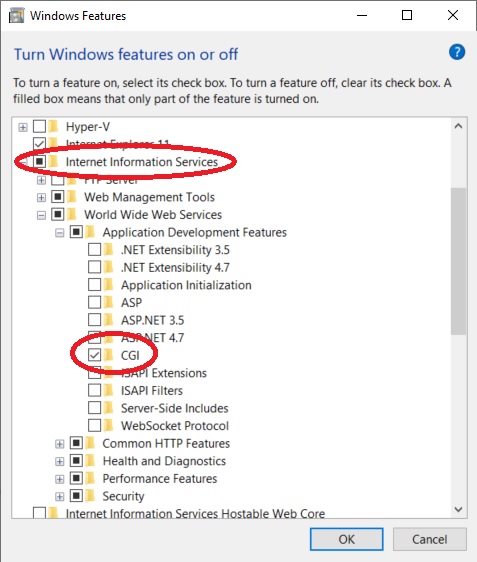 Windows Features
Turn Windows features on or off
?
To turn a feature on, select its check box. To turn a feature off, clear its check box. A
filled box means that only part of the feature is turned on.
Hyper-V
Internet Explorer 11
Internet Information Services
FTP Server
Web Management Tools
World Wide Web Services
Application Development Features
.NET Extensibility 3.5
.NET Extensibility 4.7
Application Initialization
ASP
ASP.NET 3.5
ASP.NET 4.7
CGI
ISAPI Extensions
ISAPI Filters
Server-Side Includes
WebSocket Protocol
Common HTTP Features
Health and Diagnostics
Performance Features
Security
Internet Information Services Hostable Web Core
OK
Cancel